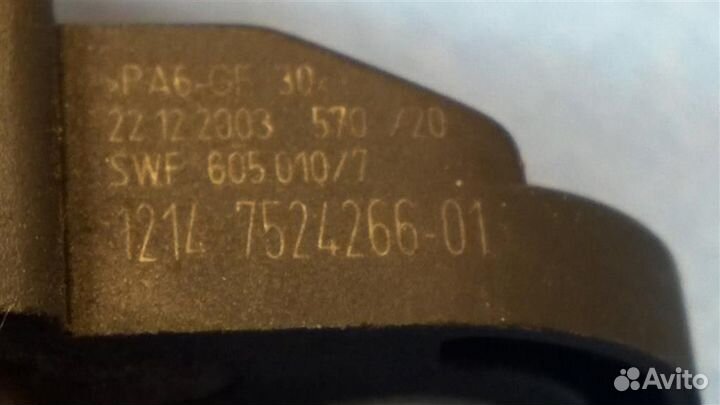 >PA6-GF 30<
22.12.2003 570 /20
SWF 605.010/7
1214 7524266-01
Avito